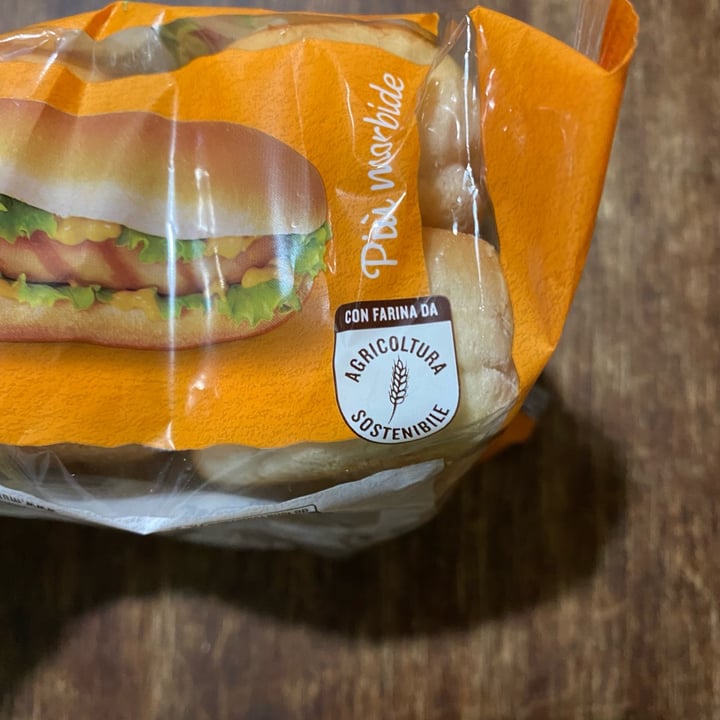 Più morbide
CON FARINA DA
AGRICOLTURA
SOSTENIBILE